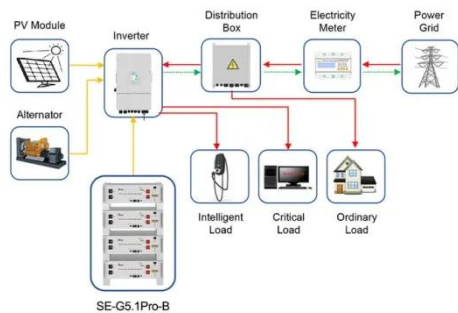 PV Module
Inverter
Distribution
Box
Electricity
Meter
Power
Grid
Alternator
Intelligent
Load
Critical
Load
Ordinary
Load
SE-G5.1Pro-B